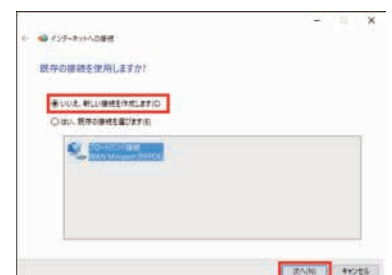 インターネットへの接続
既存の接続を使用しますか?
いいえ、新しい接続を作成します(C)
はい、既存の接続を選びます(E)
ブロードバンド接続
WAN Miniport (PPPOE)
次へ(N) キャンセル